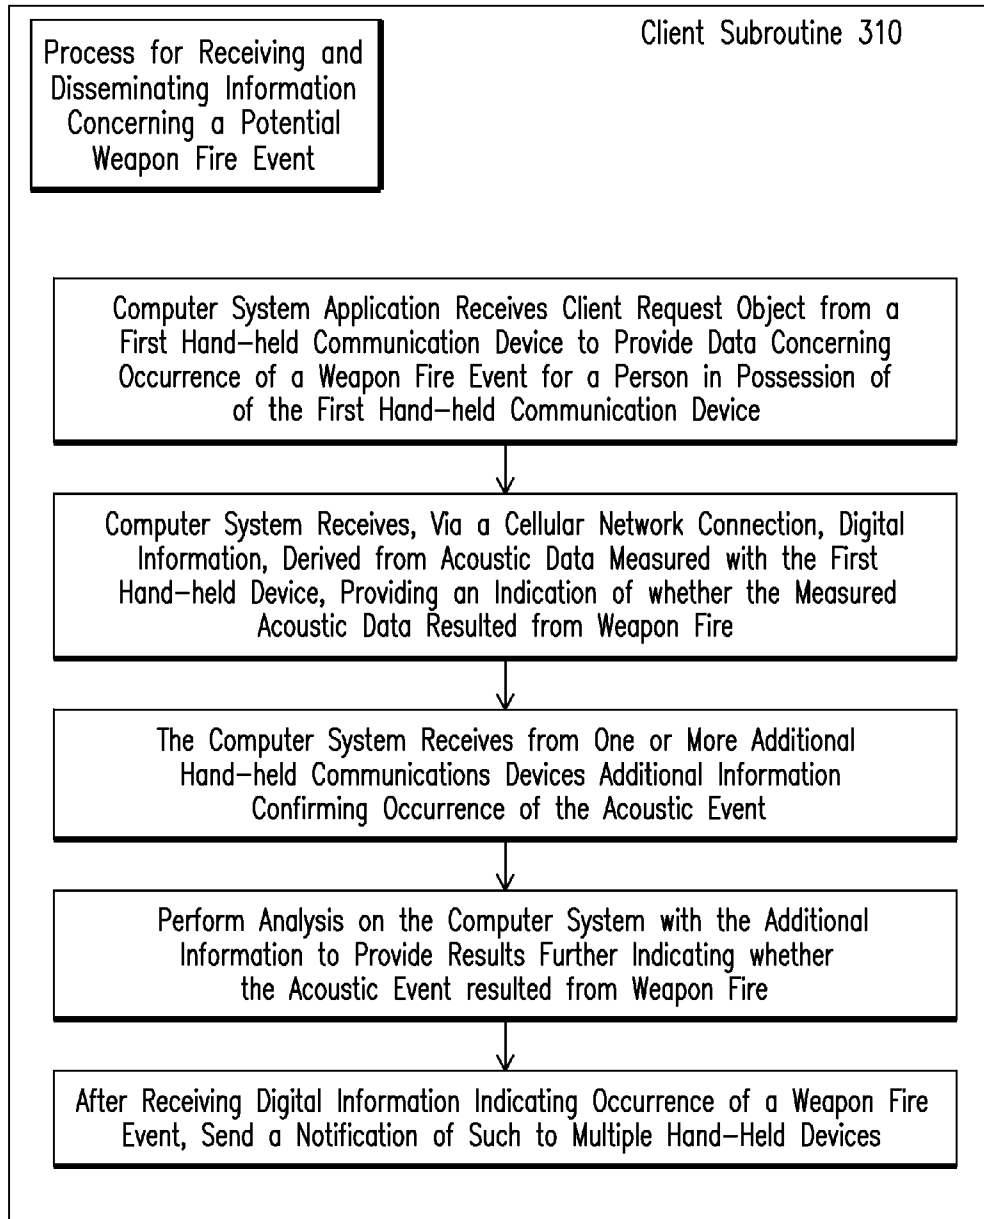 Process for Receiving and
Disseminating Information
Concerning a Potential
Weapon Fire Event
Client Subroutine 310
Computer System Application Receives Client Request Object from a
First Hand-held Communication Device to Provide Data Concerning
Occurrence of a Weapon Fire Event for a Person in Possession of
of the First Hand-held Communication Device
Computer System Receives, Via a Cellular Network Connection, Digital
Information, Derived from Acoustic Data Measured with the First
Hand-held Device, Providing an Indication of whether the Measured
Acoustic Data Resulted from Weapon Fire
The Computer System Receives from One or More Additional
Hand-held Communications Devices Additional Information
Confirming Occurrence of the Acoustic Event
Perform Analysis on the Computer System with the Additional
Information to Provide Results Further Indicating whether
the Acoustic Event resulted from Weapon Fire
After Receiving Digital Information Indicating Occurrence of a Weapon Fire
Event, Send a Notification of Such to Multiple Hand-Held Devices